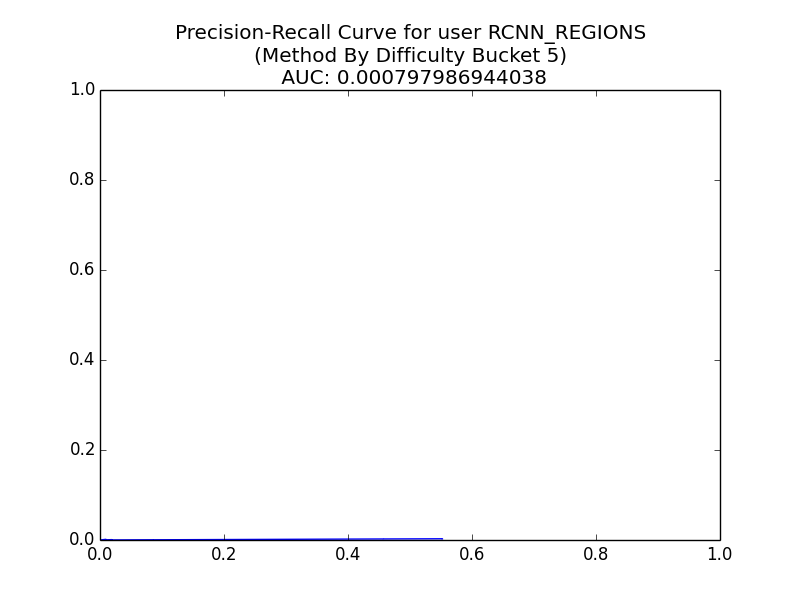 Precision-Recall Curve for user RCNN_REGIONS
(Method By Difficulty Bucket 5)
AUC: 0.000797986944038
1.0
0.8
0.6
0.4
0.2
0.0
0.0 0.2 0.4 0.6 0.8 1.0